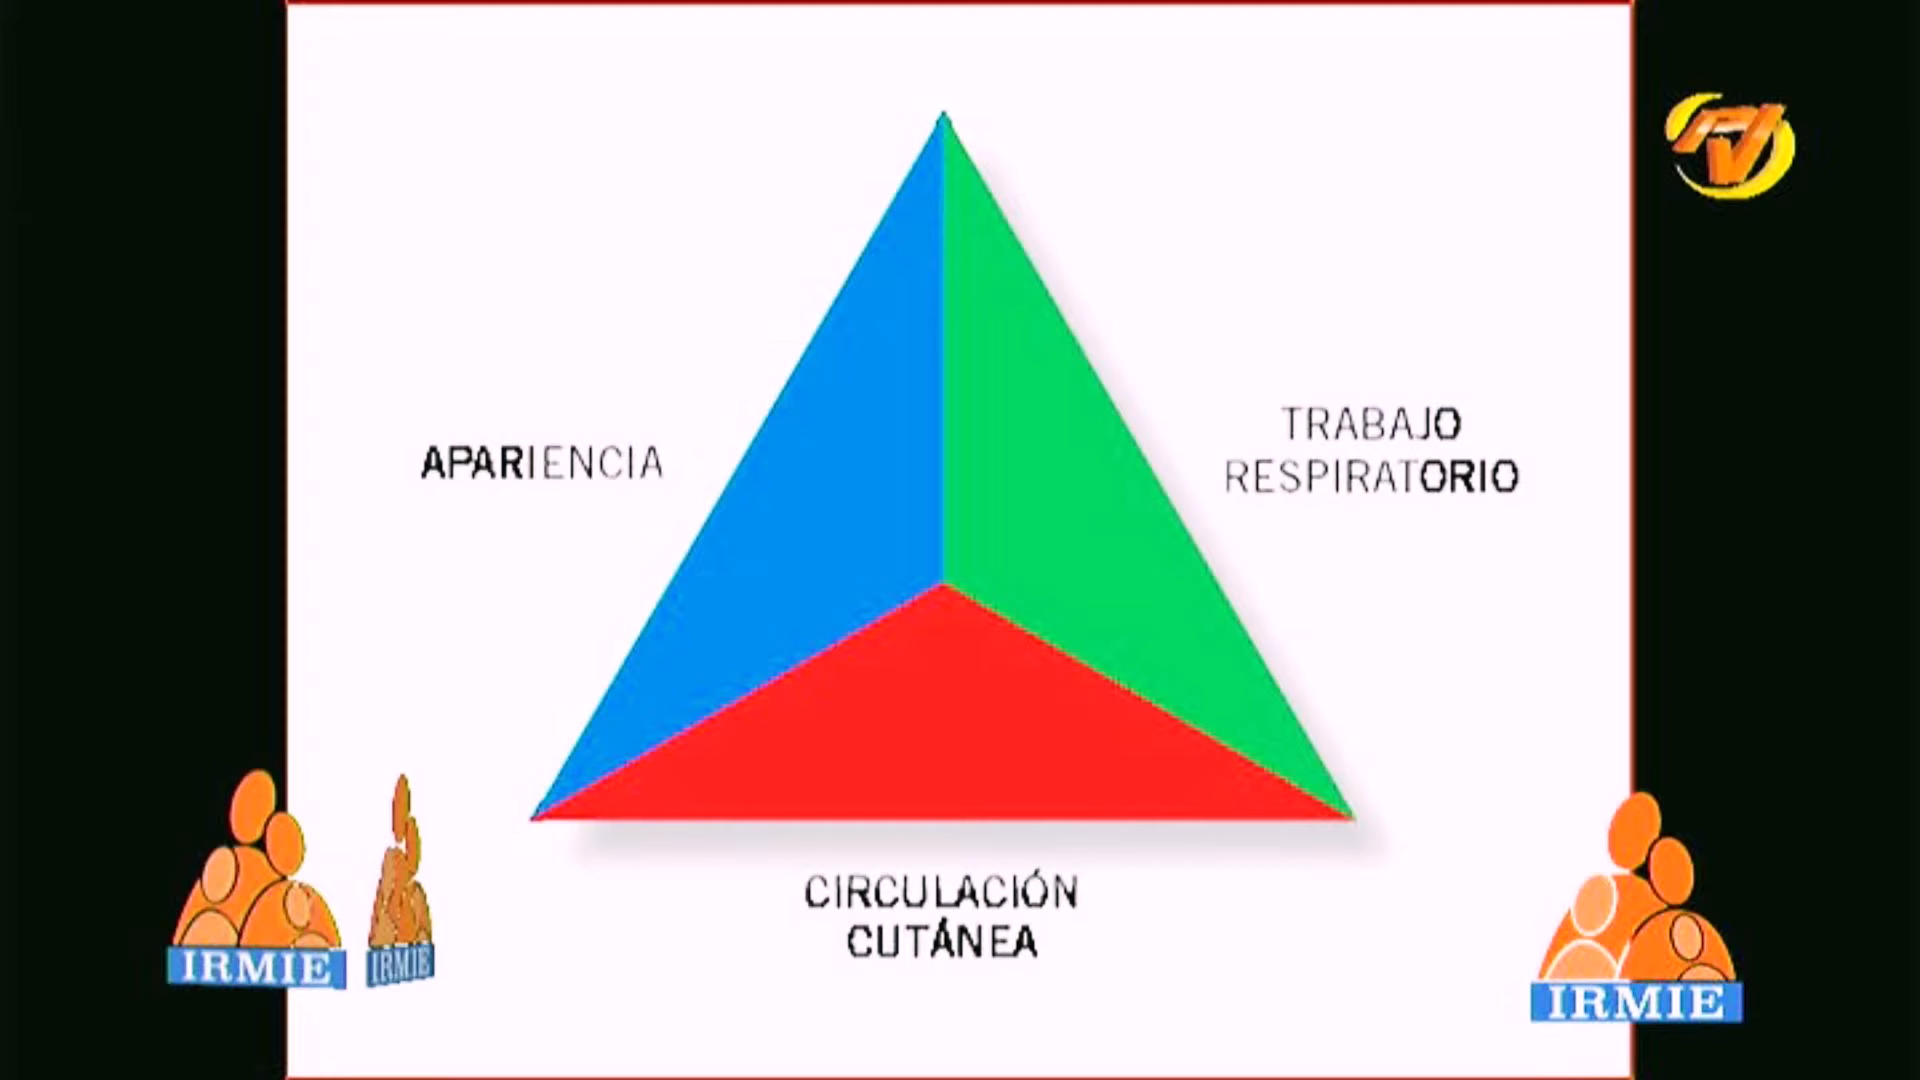 APARIENCIA
TRABAJO
RESPIRATORIO
CIRCULACIÓN
CUTÁNEA
IRMIE
IRMIE
IRMIE